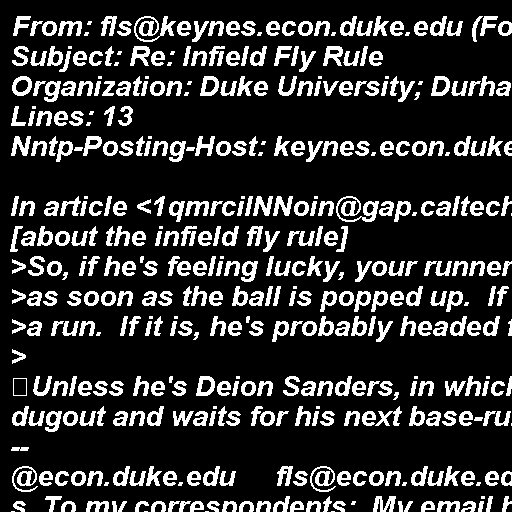 From: fls@keynes.econ.duke.edu (Fo
Subject: Re: Infield Fly Rule
Organization: Duke University; Durha
Lines: 13
Nntp-Posting-Host: keynes.econ.duke

In article <1qmrciINNoin@gap.caltech
[about the infield fly rule]
>So, if he's feeling lucky, your runner
>as soon as the ball is popped up.  If
>a run.  If it is, he's probably headed f
>
Unless he's Deion Sanders, in which
dugout and waits for his next base-ru
--
@econ.duke.edu     fls@econ.duke.ed
s  To my correspondents:  My email h